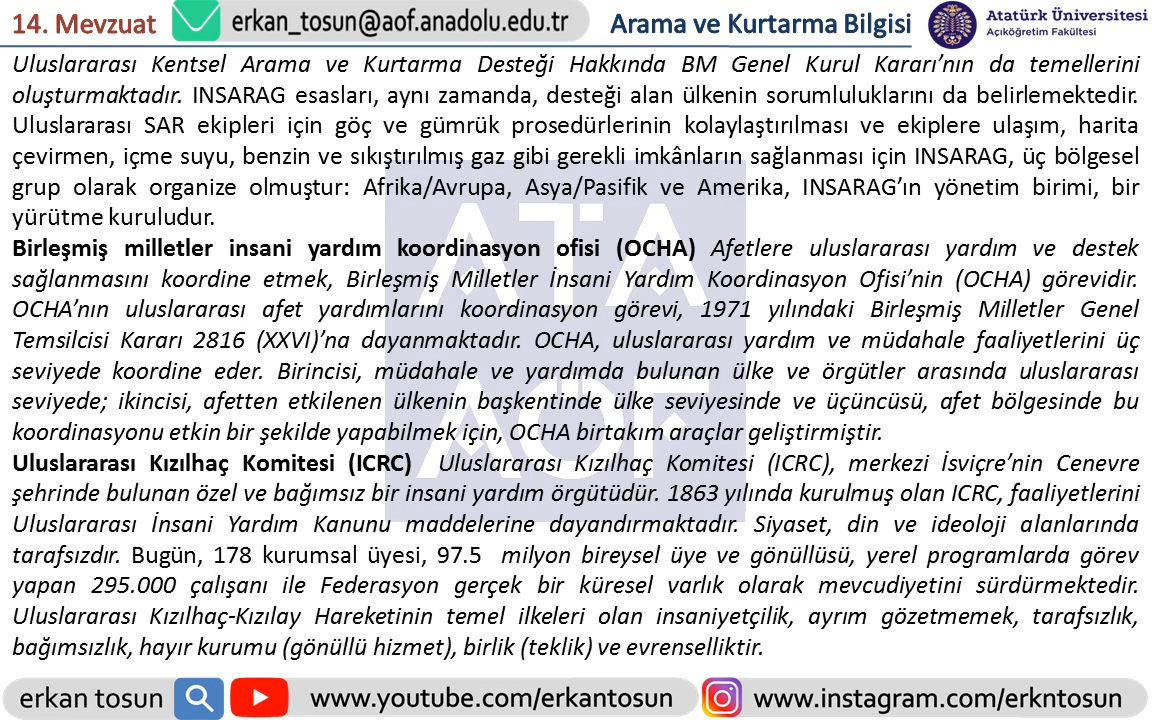 14. Mevzuat
erkan_tosun@aof.anadolu.edu.tr
Arama ve Kurtarma Bilgisi
Atatürk Üniversitesi
Açıköğretim Fakültesi
Uluslararası Kentsel Arama ve Kurtarma Desteği Hakkında BM Genel Kurul Kararı’nın da temellerini
oluşturmaktadır. INSARAG esasları, aynı zamanda, desteği alan ülkenin sorumluluklarını da belirlemektedir.
Uluslararası SAR ekipleri için göç ve gümrük prosedürlerinin kolaylaştırılması ve ekiplere ulaşım, harita
çevirmen, içme suyu, benzin ve sıkıştırılmış gaz gibi gerekli imkânların sağlanması için INSARAG, üç bölgesel
grup olarak organize olmuştur: Afrika/Avrupa, Asya/Pasifik ve Amerika, INSARAG’ın yönetim birimi, bir
yürütme kuruludur.
Birleşmiş milletler insani yardım koordinasyon ofisi (OCHA) Afetlere uluslararası yardım ve destek
sağlanmasını koordine etmek, Birleşmiş Milletler İnsani Yardım Koordinasyon Ofisi’nin (OCHA) görevidir.
OCHA’nın uluslararası afet yardımlarını koordinasyon görevi, 1971 yılındaki Birleşmiş Milletler Genel
Temsilcisi Kararı 2816 (XXVI)’na dayanmaktadır. OCHA, uluslararası yardım ve müdahale faaliyetlerini üç
seviyede koordine eder. Birincisi, müdahale ve yardımda bulunan ülke ve örgütler arasında uluslararası
seviyede; ikincisi, afetten etkilenen ülkenin başkentinde ülke seviyesinde ve üçüncüsü, afet bölgesinde bu
koordinasyonu etkin bir şekilde yapabilmek için, OCHA birtakım araçlar geliştirmiştir.
Uluslararası Kızılhaç Komitesi (ICRC) Uluslararası Kızılhaç Komitesi (ICRC), merkezi İsviçre’nin Cenevre
şehrinde bulunan özel ve bağımsız bir insani yardım örgütüdür. 1863 yılında kurulmuş olan ICRC, faaliyetlerini
Uluslararası İnsani Yardım Kanunu maddelerine dayandırmaktadır. Siyaset, din ve ideoloji alanlarında
tarafsızdır. Bugün, 178 kurumsal üyesi, 97.5 milyon bireysel üye ve gönüllüsü, yerel programlarda görev
yapan 295.000 çalışanı ile Federasyon gerçek bir küresel varlık olarak mevcudiyetini sürdürmektedir.
Uluslararası Kızılhaç-Kızılay Hareketinin temel ilkeleri olan insaniyetçilik, ayrım gözetmemek, tarafsızlık,
bağımsızlık, hayır kurumu (gönüllü hizmet), birlik (teklik) ve evrenselliktir.
ATA
AÖF
erkan tosun
www.youtube.com/erkantosun
www.instagram.com/erkntosun